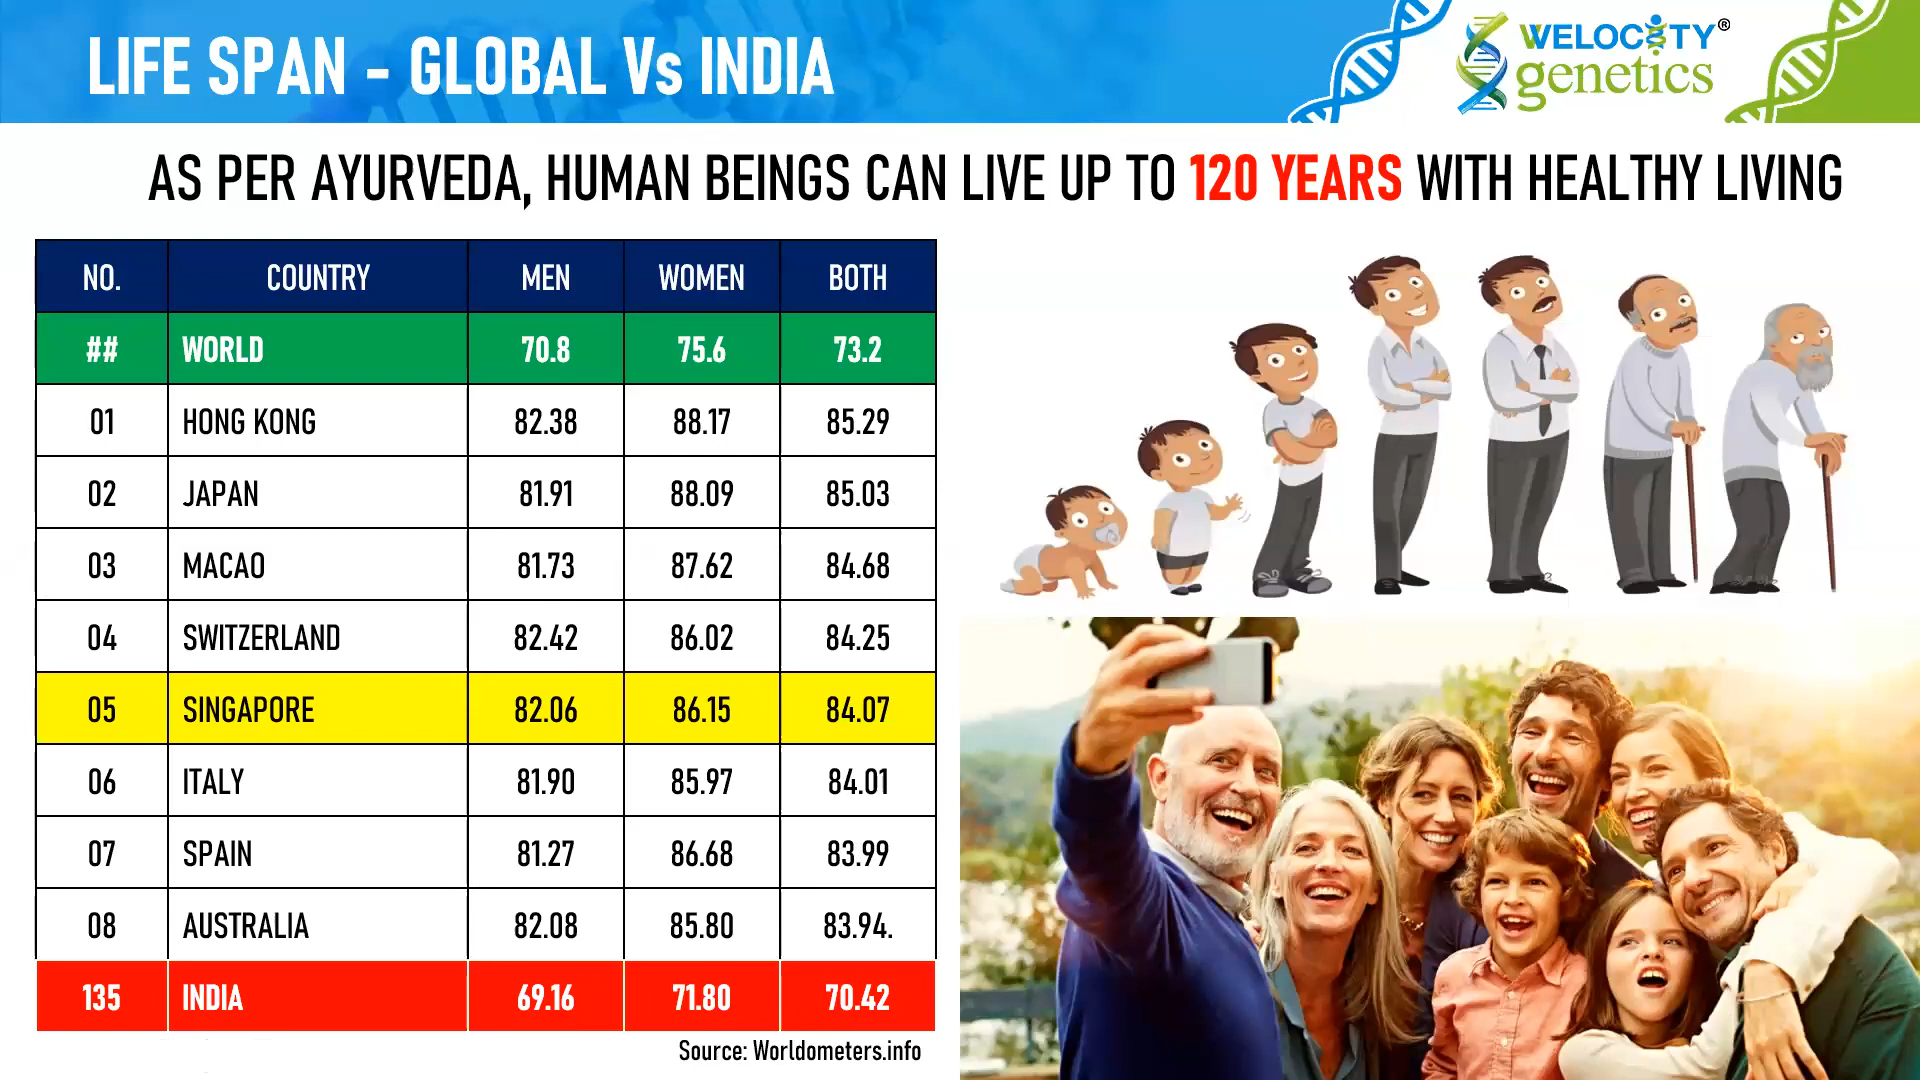 LIFE SPAN - GLOBAL Vs INDIA
WELOCITY®
genetics
AS PER AYURVEDA, HUMAN BEINGS CAN LIVE UP TO 120 YEARS WITH HEALTHY LIVING
NO. COUNTRY MEN WOMEN BOTH
## WORLD 70.8 75.6 73.2
01 HONG KONG 82.38 88.17 85.29
02 JAPAN 81.91 88.09 85.03
03 MACAO 81.73 87.62 84.68
04 SWITZERLAND 82.42 86.02 84.25
05 SINGAPORE 82.06 86.15 84.07
06 ITALY 81.90 85.97 84.01
07 SPAIN 81.27 86.68 83.99
08 AUSTRALIA 82.08 85.80 83.94.
135 INDIA 69.16 71.80 70.42
Source: Worldometers.info